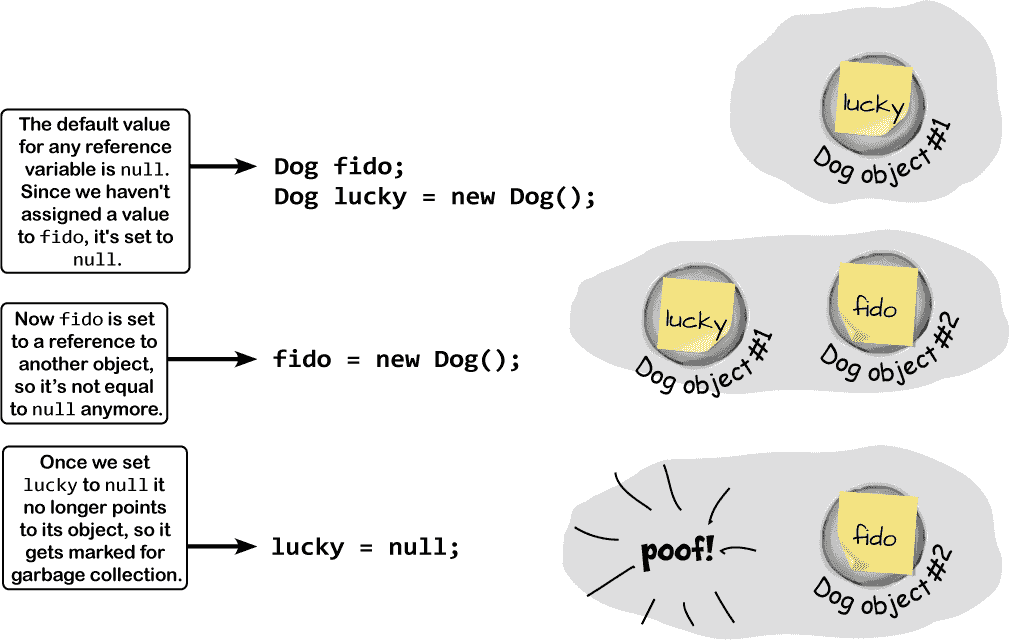 The default value
for any reference
variable is null.
Since we haven't
assigned a value
to fido, it's set to
null.
Dog fido;
Dog lucky = new Dog();
lucky
Dog object #1
Now fido is set
to a reference to
another object,
so it’s not equal
to null anymore.
fido = new Dog();
lucky
Dog object #1
fido
Dog object #2
Once we set
lucky to null it
no longer points
to its object, so it
gets marked for
garbage collection.
lucky = null;
poof!
fido
Dog object #2